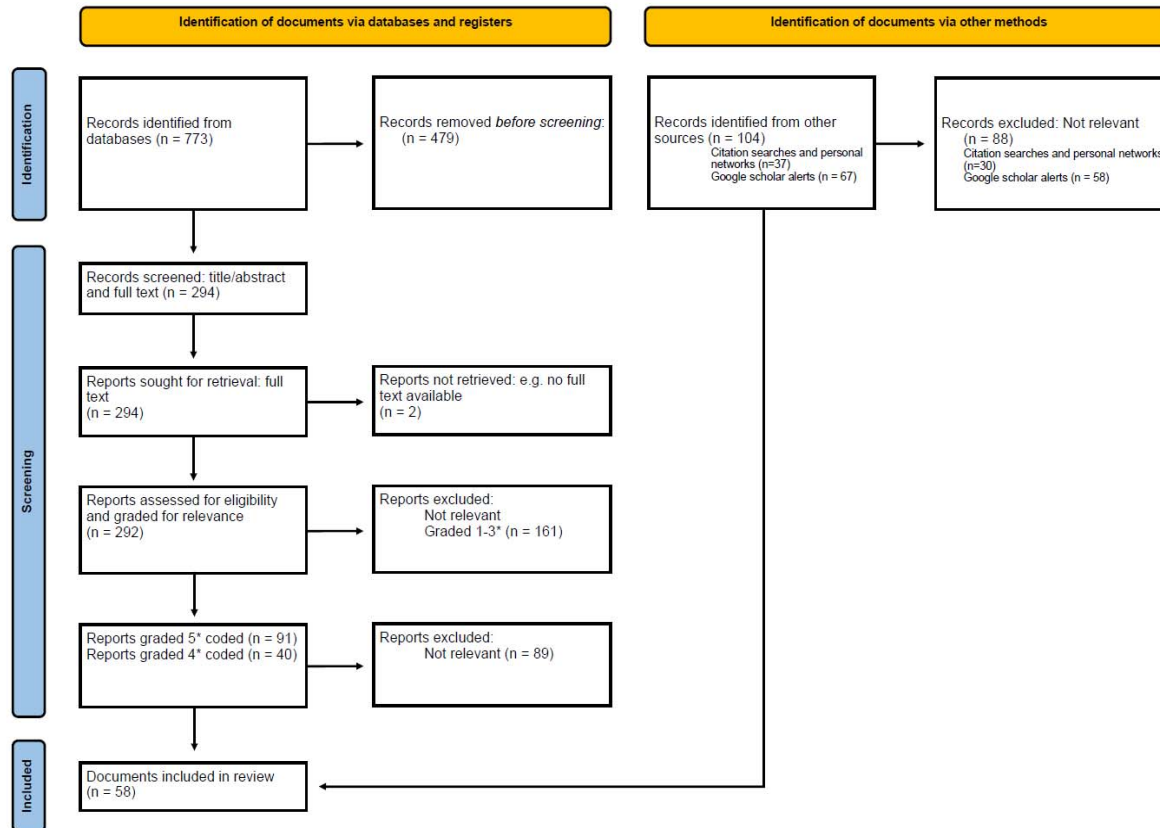 Identification of documents via databases and registers
Identification of documents via other methods
Identification
Records identified from
databases (n = 773)
Records removed before screening:
(n = 479)
Records identified from other
sources (n = 104)
Citation searches and personal
networks (n=37)
Google scholar alerts (n = 67)
Records excluded: Not relevant
(n = 88)
Citation searches and personal networks
(n=30)
Google scholar alerts (n = 58)
Screening
Records screened: title/abstract
and full text (n = 294)
Reports sought for retrieval: full
text
(n = 294)
Reports not retrieved: e.g. no full
text available
(n = 2)
Reports assessed for eligibility
and graded for relevance
(n = 292)
Reports excluded:
Not relevant
Graded 1-3* (n = 161)
Reports graded 5* coded (n = 91)
Reports graded 4* coded (n = 40)
Reports excluded:
Not relevant (n = 89)
Included
Documents included in review
(n = 58)